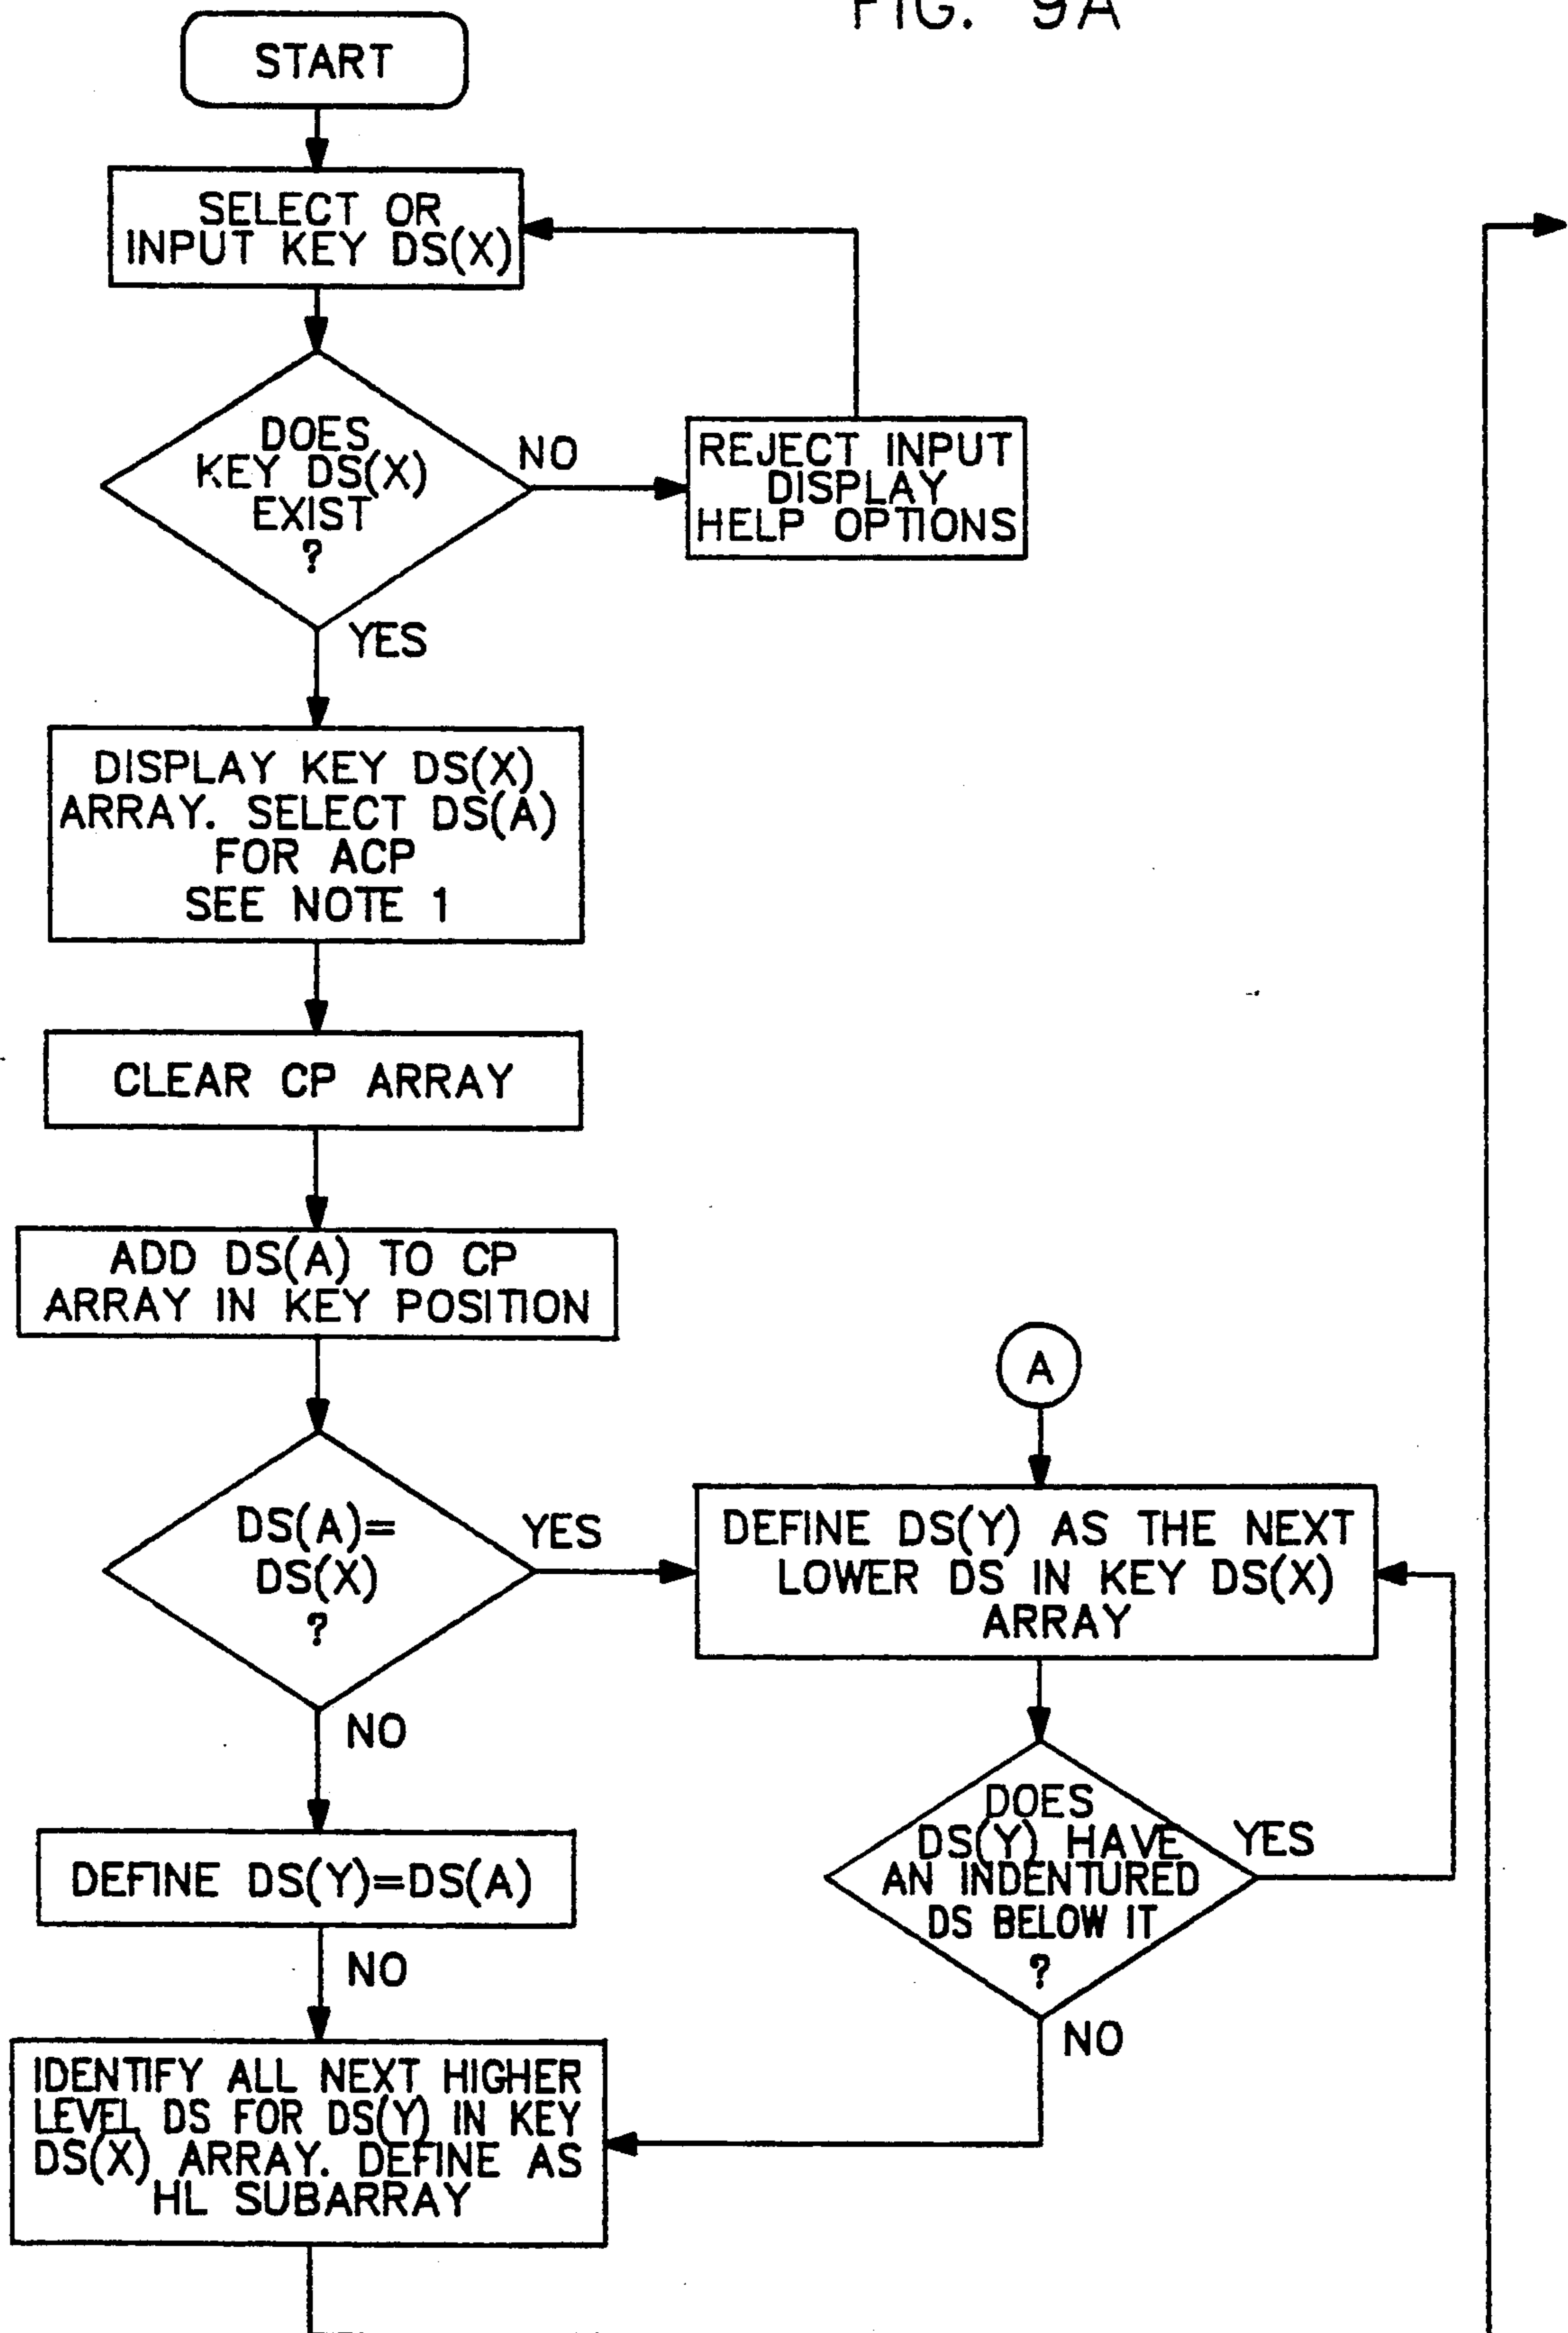 FIG. 9A
START
SELECT OR
INPUT KEY DS(X)
DOES
KEY DS(X)
EXIST
?
NO
REJECT INPUT
DISPLAY
HELP OPTIONS
YES
DISPLAY KEY DS(X)
ARRAY. SELECT DS(A)
FOR ACP
SEE NOTE 1
CLEAR CP ARRAY
ADD DS(A) TO CP
ARRAY IN KEY POSITION
A
DS(A)=
DS(X)
?
YES
DEFINE DS(Y) AS THE NEXT
LOWER DS IN KEY DS(X)
ARRAY
NO
DOES
DS(Y) HAVE
AN INDENTURED
DS BELOW IT
?
YES
DEFINE DS(Y)=DS(A)
NO
NO
IDENTIFY ALL NEXT HIGHER
LEVEL DS FOR DS(Y) IN KEY
DS(X) ARRAY. DEFINE AS
HL SUBARRAY